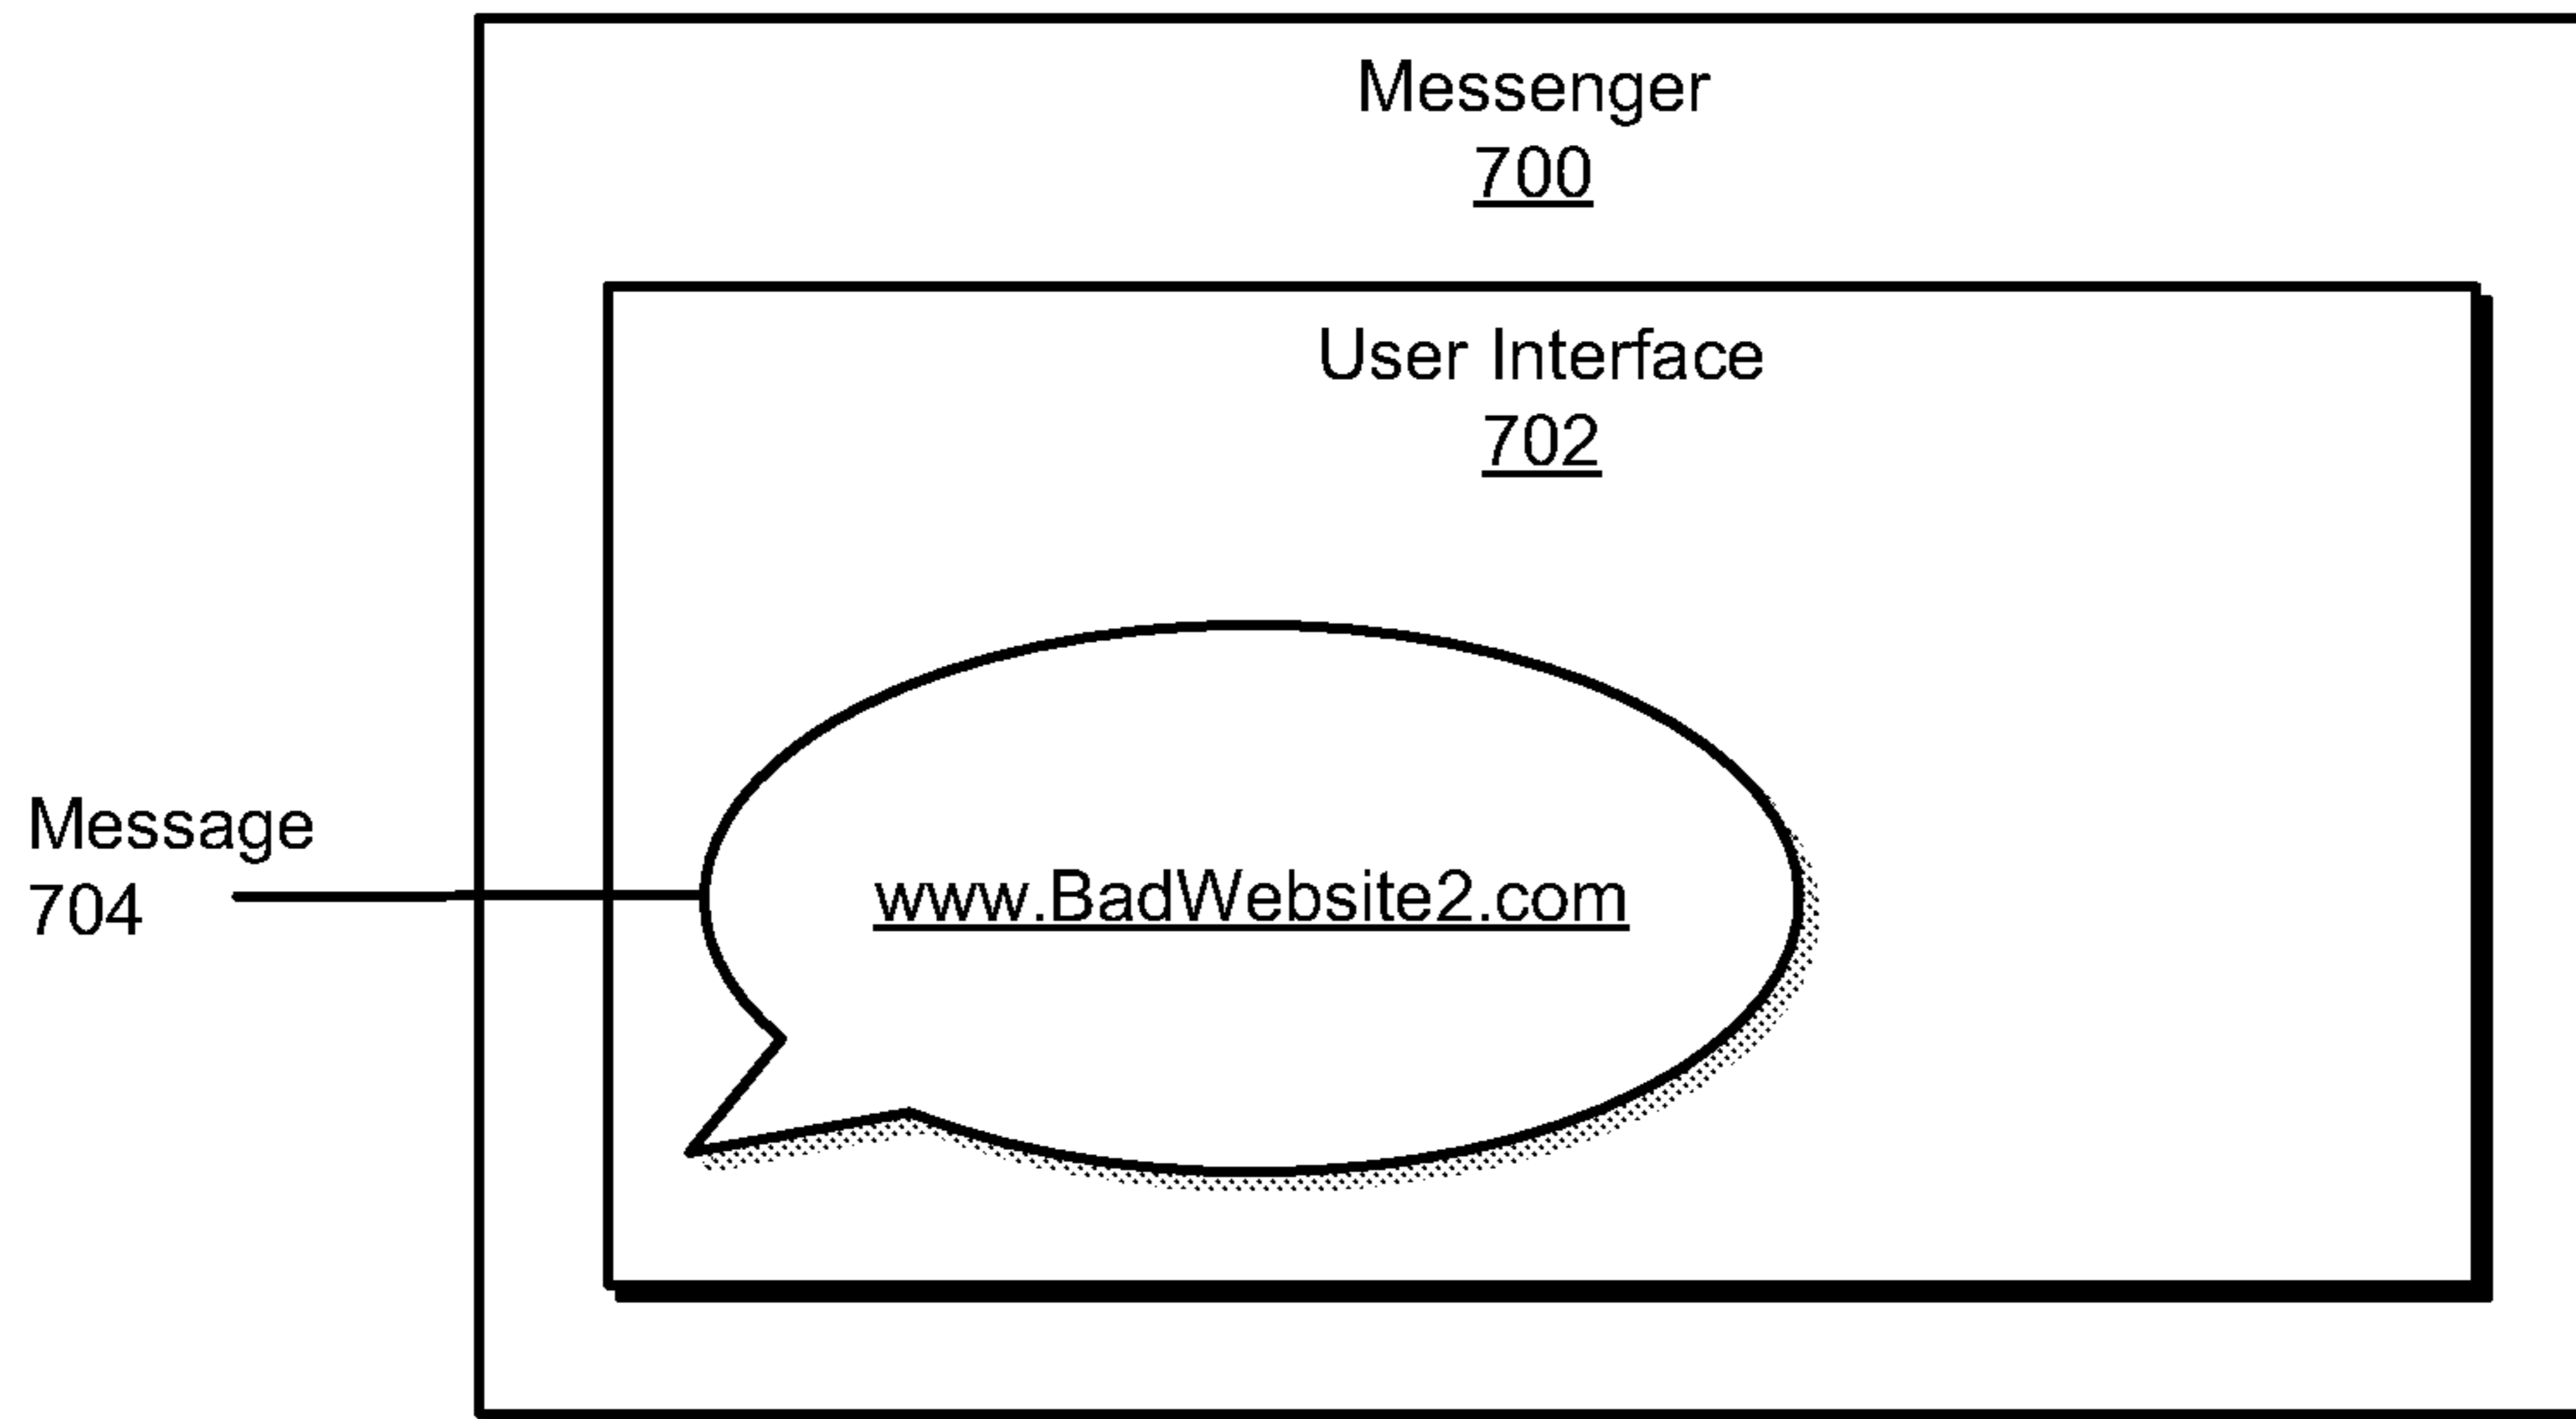 Messenger
700
User Interface
702
Message
704
www.BadWebsite2.com